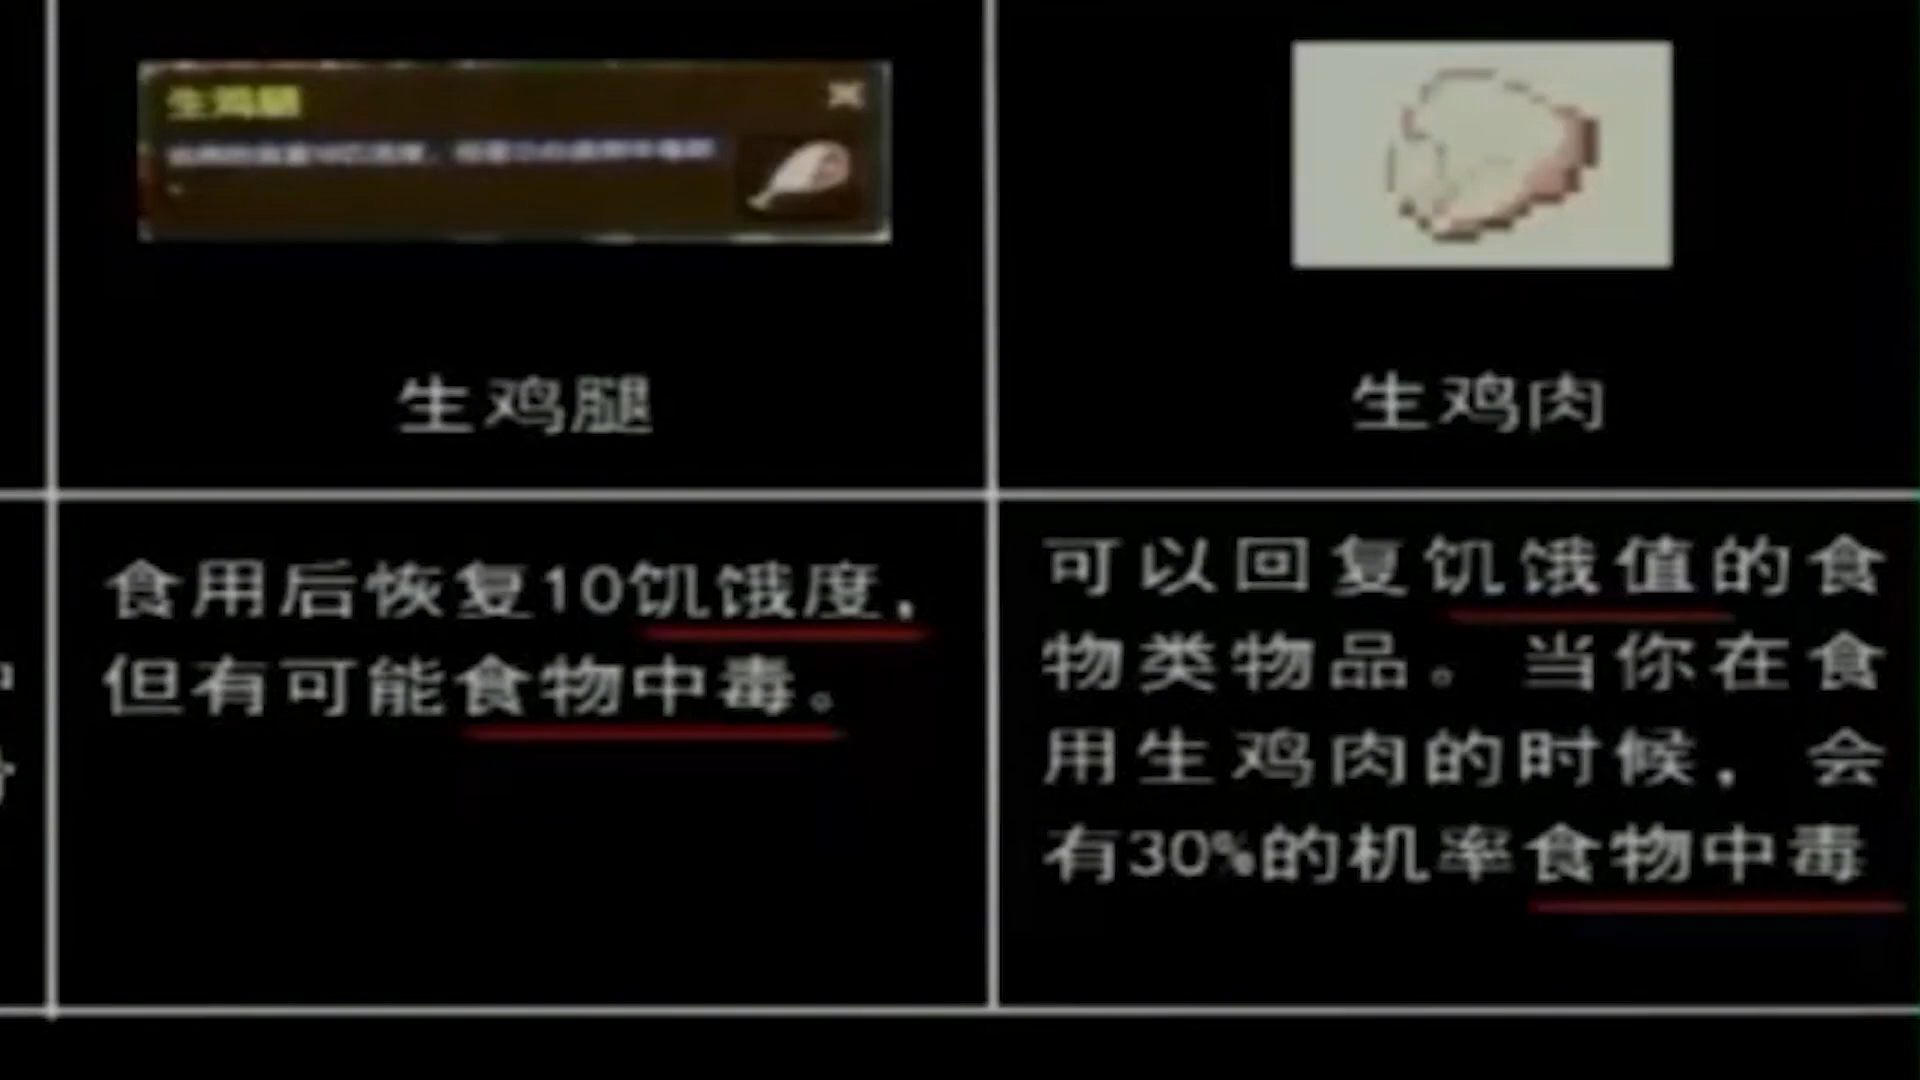 生鸡腿
生鸡腿
生鸡肉
食用后恢复10饥饿度，
但有可能食物中毒。
可以回复饥饿值的食
物类物品。当你在食
用生鸡肉的时候，会
有30%的机率食物中毒